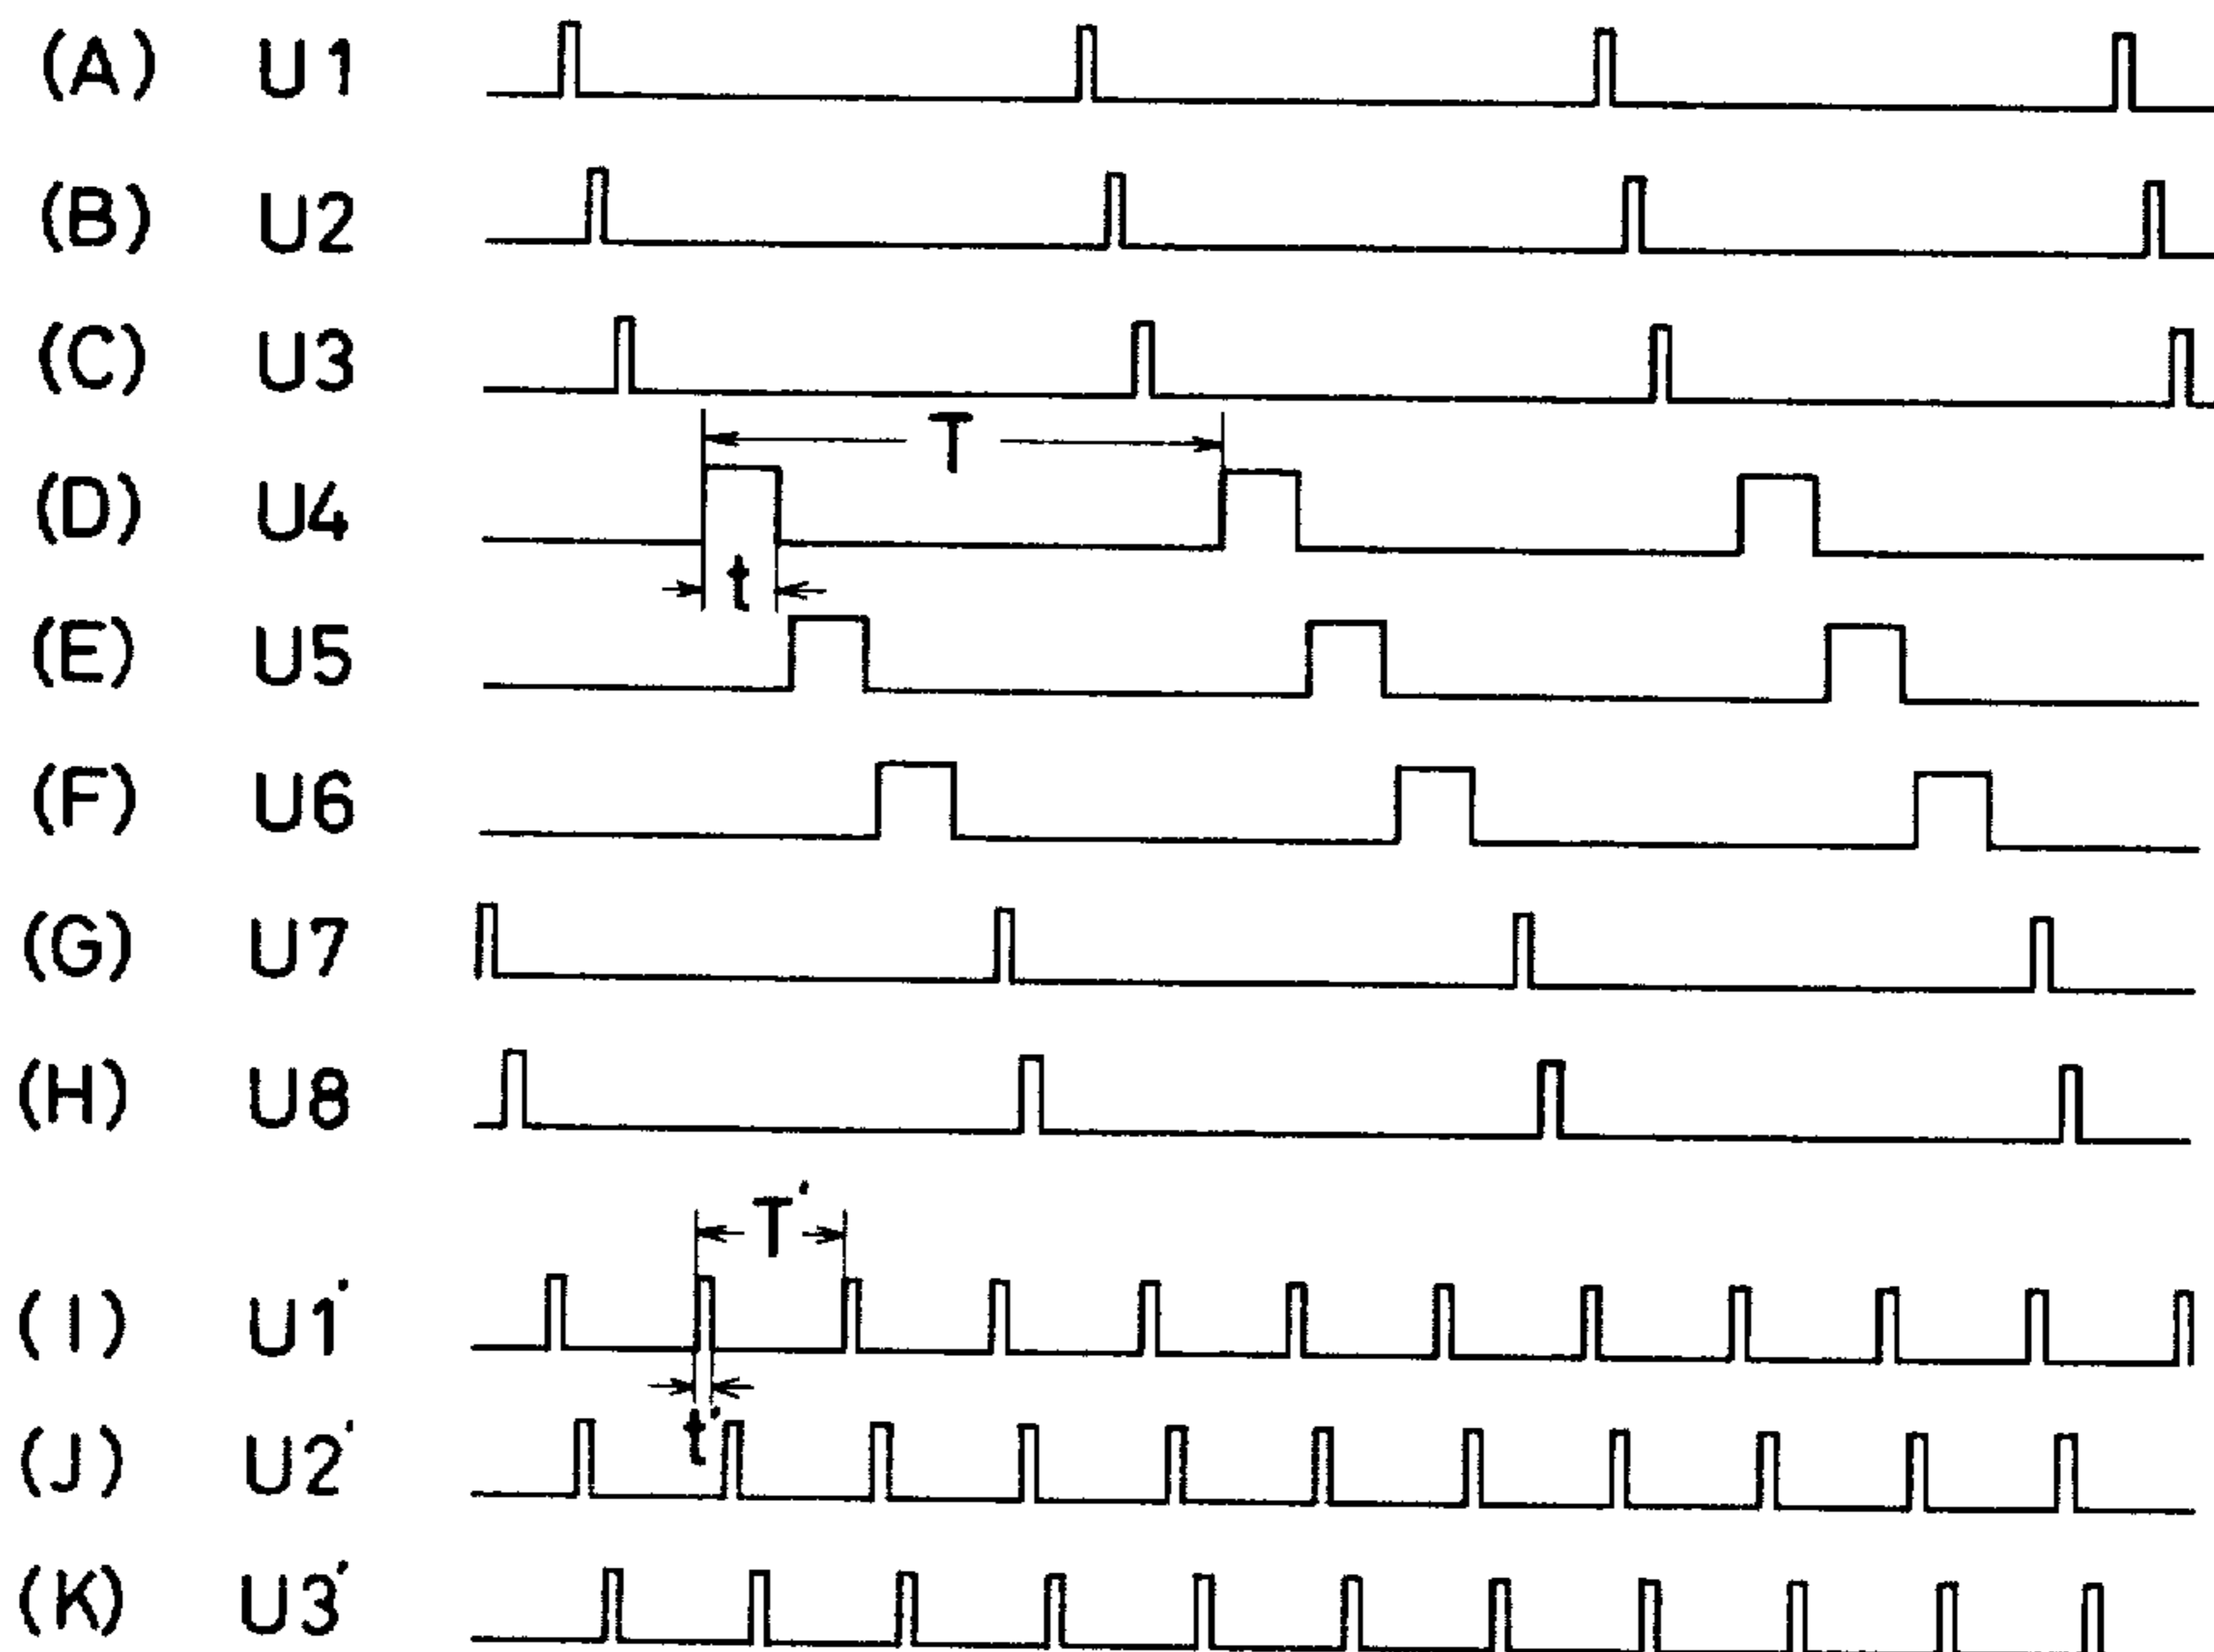 (A) U1
(B) U2
(C) U3
T
(D) U4
t
(E) U5
(F) U6
(G) U7
(H) U8
T'
(I) U1'
t'
(J) U2'
(K) U3'